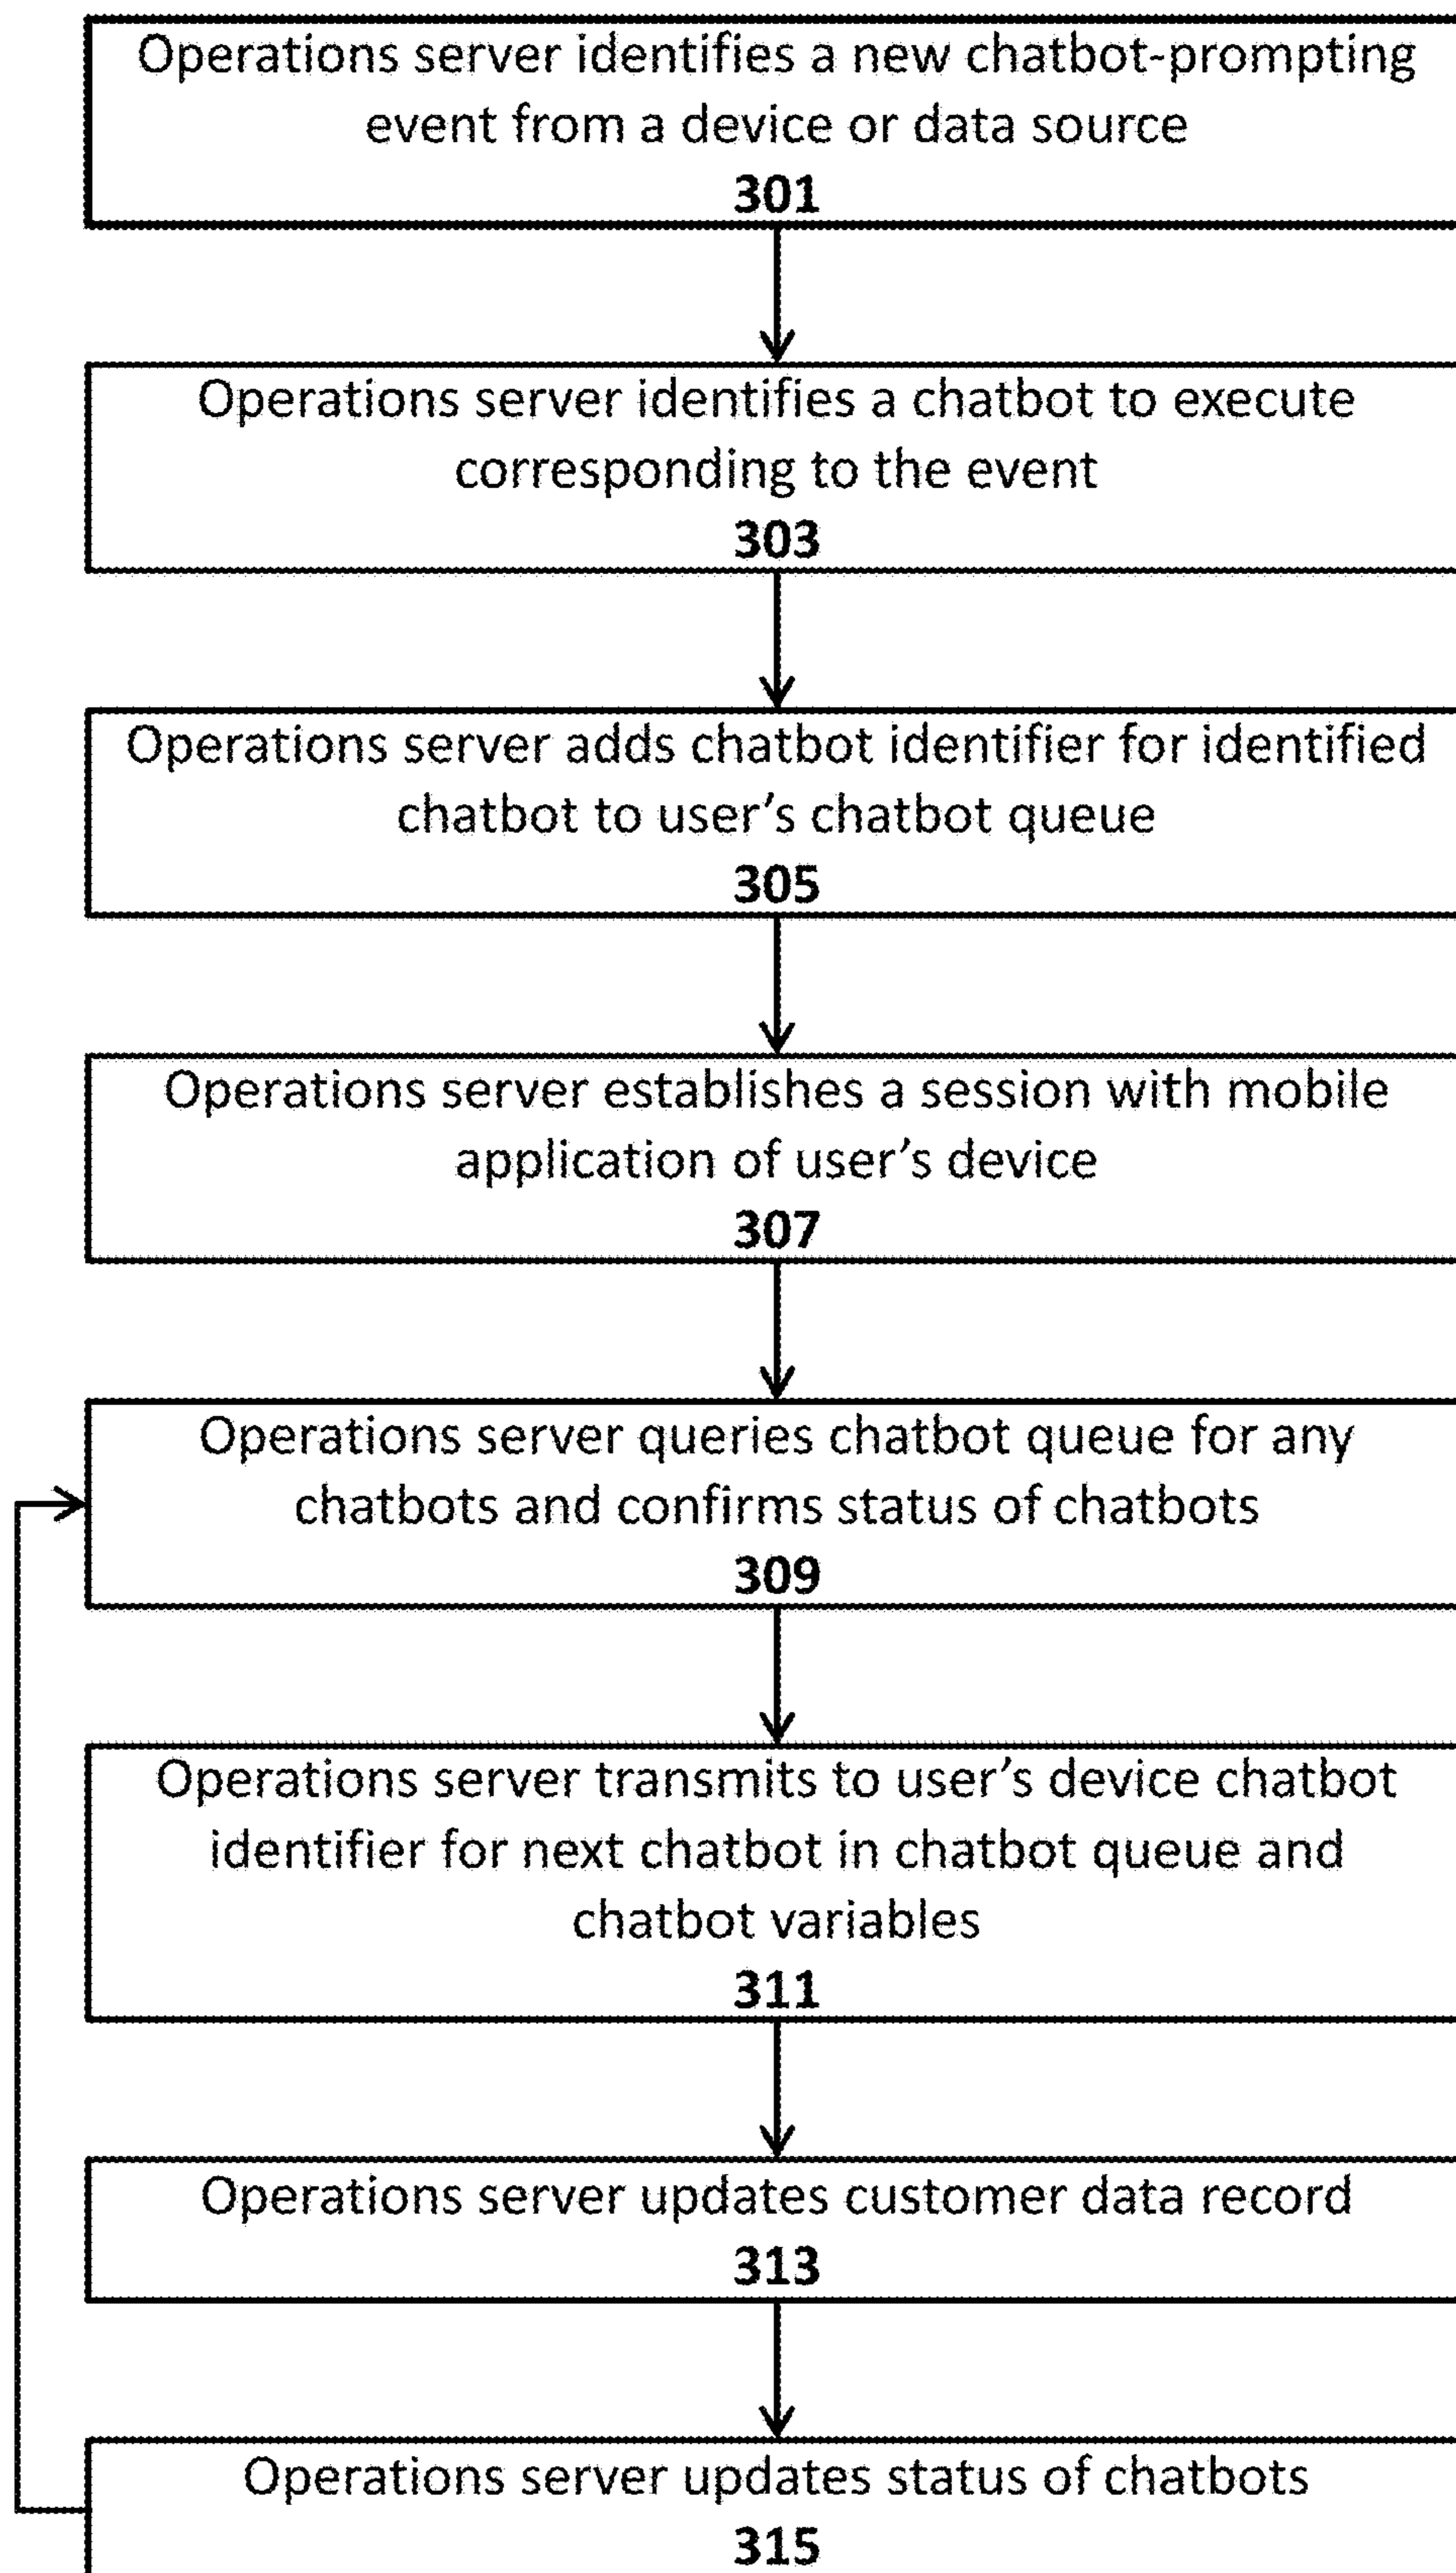 Operations server identifies a new chatbot-prompting
event from a device or data source
301
Operations server identifies a chatbot to execute
corresponding to the event
303
Operations server adds chatbot identifier for identified
chatbot to user’s chatbot queue
305
Operations server establishes a session with mobile
application of user’s device
307
Operations server queries chatbot queue for any
chatbots and confirms status of chatbots
309
Operations server transmits to user’s device chatbot
identifier for next chatbot in chatbot queue and
chatbot variables
311
Operations server updates customer data record
313
Operations server updates status of chatbots
315